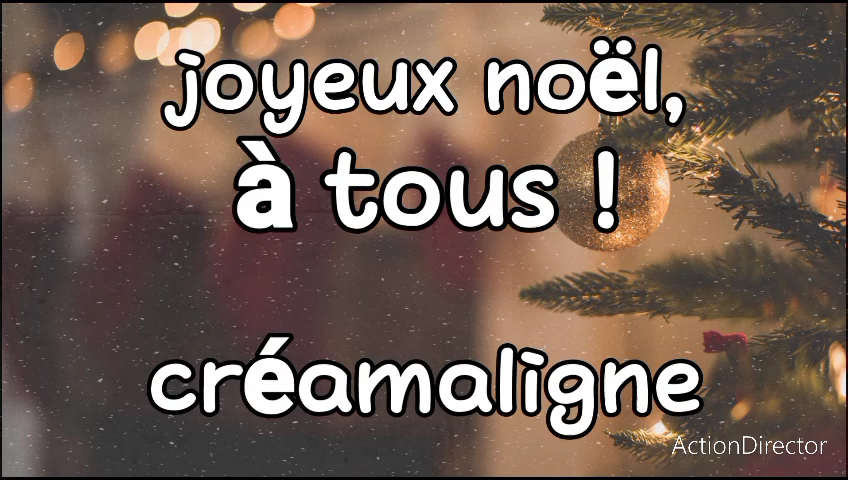 joyeux noël,
à tous !
créamaligne
ActionDirector